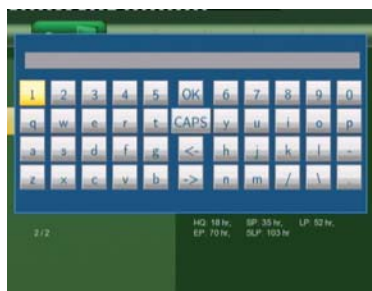 1 2 3 4 5 OK 6 7 8 9 0
q w e r t CAPS y u i o p
a s d f g <- h j k l -
z x c v b -> n m / \ .
HQ: 18 hr, SP: 35 hr, LP: 52 hr,
2/2 EP: 70 hr, SLP: 103 hr